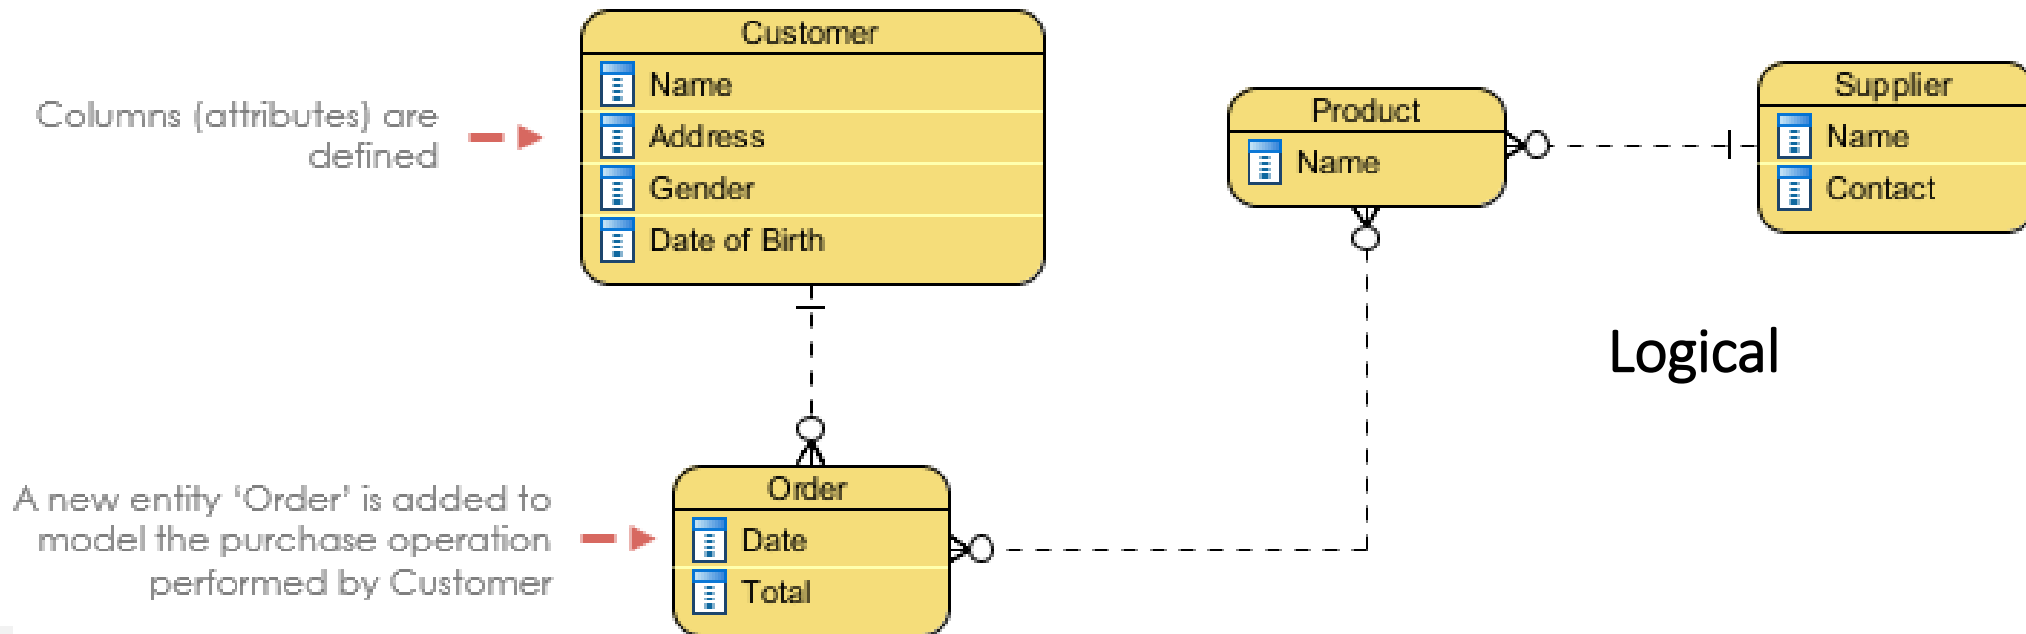 Customer
Name
Address
Gender
Date of Birth
Columns (attributes) are
defined
Product
Name
Supplier
Name
Contact
Logical
A new entity ‘Order’ is added to
model the purchase operation
performed by Customer
Order
Date
Total